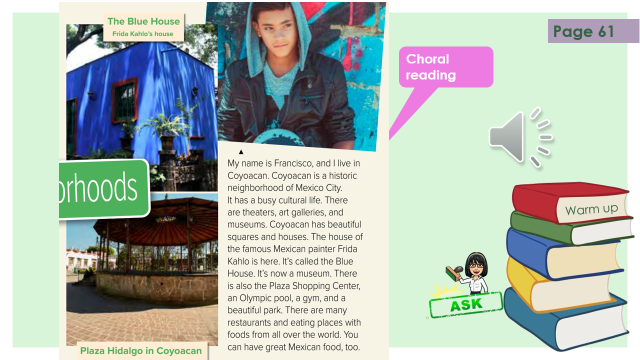 The Blue House
Frida Kahlo's house
Page 61
Choral
reading
orhoods
My name is Francisco, and I live in
Coyoacan. Coyoacan is a historic
neighborhood of Mexico City.
It has a busy cultural life. There
are theaters, art galleries, and
museums. Coyoacan has beautiful
squares and houses. The house of
the famous Mexican painter Frida
Kahlo is here. It's called the Blue
House. It's now a museum. There
is also the Plaza Shopping Center,
an Olympic pool, a gym, and a
beautiful park. There are many
restaurants and eating places with
foods from all over the world. You
can have great Mexican food, too.
Plaza Hidalgo in Coyoacan
Warm up
ASK